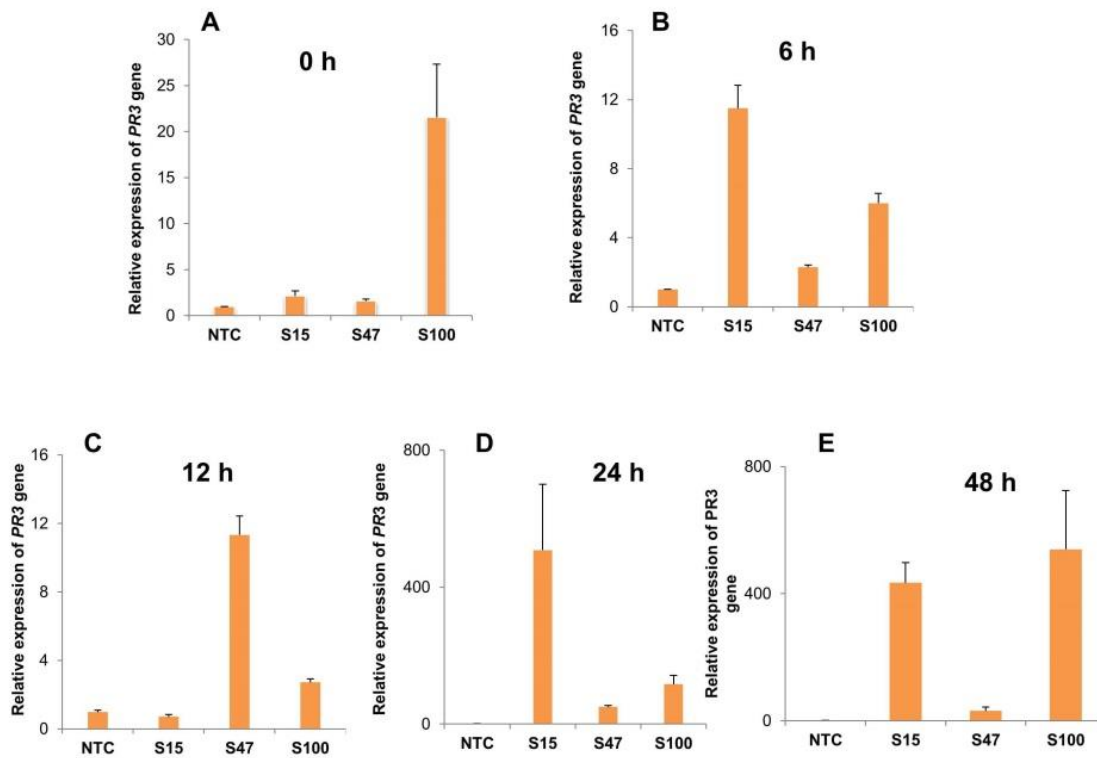 A
0 h
Relative expression of PR3 gene
30
25
20
15
10
5
0
NTC S15 S47 S100
B
6 h
Relative expression of PR3 gene
16
12
8
4
0
NTC S15 S47 S100
C
12 h
Relative expression of PR3 gene
16
12
8
4
0
NTC S15 S47 S100
D
24 h
Relative expression of PR3 gene
800
400
0
NTC S15 S47 S100
E
48 h
Relative expression of PR3
gene
800
400
0
NTC S15 S47 S100